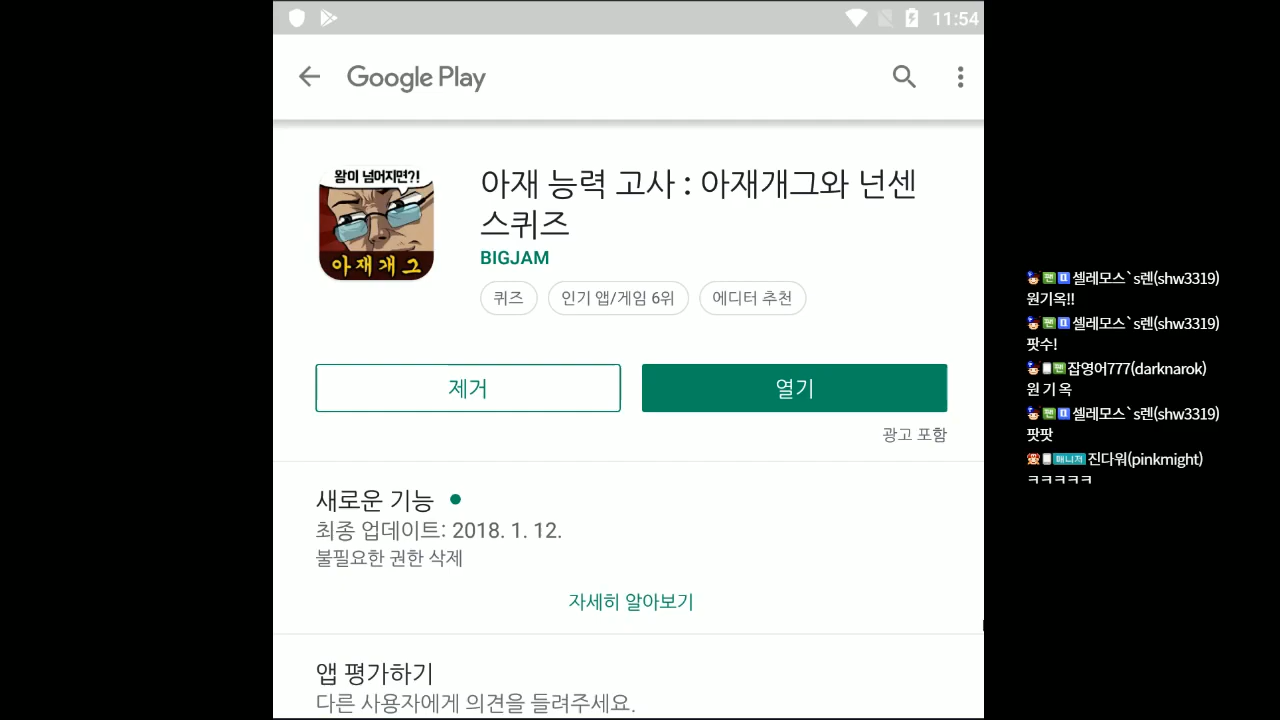 11:54
Google Play
왕이 넘어지면?!
아재개그
아재 능력 고사 : 아재개그와 넌센
스퀴즈
BIGJAM
퀴즈
인기 앱/게임 6위
에디터 추천
제거
열기
광고 포함
새로운 기능
최종 업데이트: 2018. 1. 12.
불필요한 권한 삭제
자세히 알아보기
앱 평가하기
다른 사용자에게 의견을 들려주세요.
팬 셀레모스`s렌(shw3319)
원기옥!!
팬 셀레모스`s렌(shw3319)
팟수!
팬 잡영어777(darknarok)
원 기 옥
팬 셀레모스`s렌(shw3319)
팟팟
매니저 진다워(pinkmight)
ㅋㅋㅋㅋㅋ